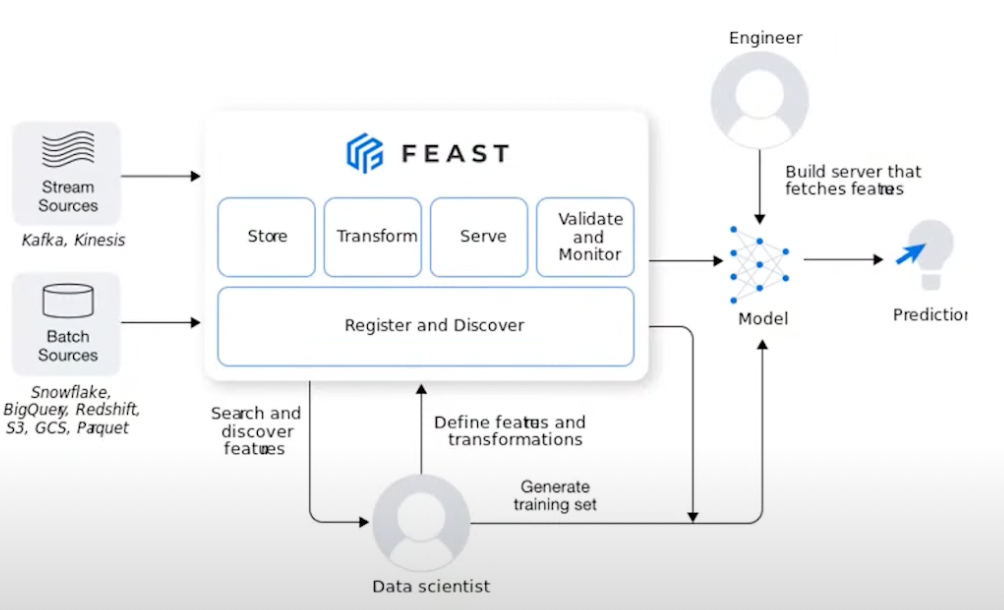 Engineer
FEAST
Stream
Sources
Kafka, Kinesis
Build server that
fetches features
Store
Transform
Serve
Validate
and
Monitor
Batch
Sources
Register and Discover
Model
Prediction
Snowflake,
BigQuery, Redshift,
S3, GCS, Parquet
Search and
discover
features
Define features and
transformations
Generate
training set
Data scientist